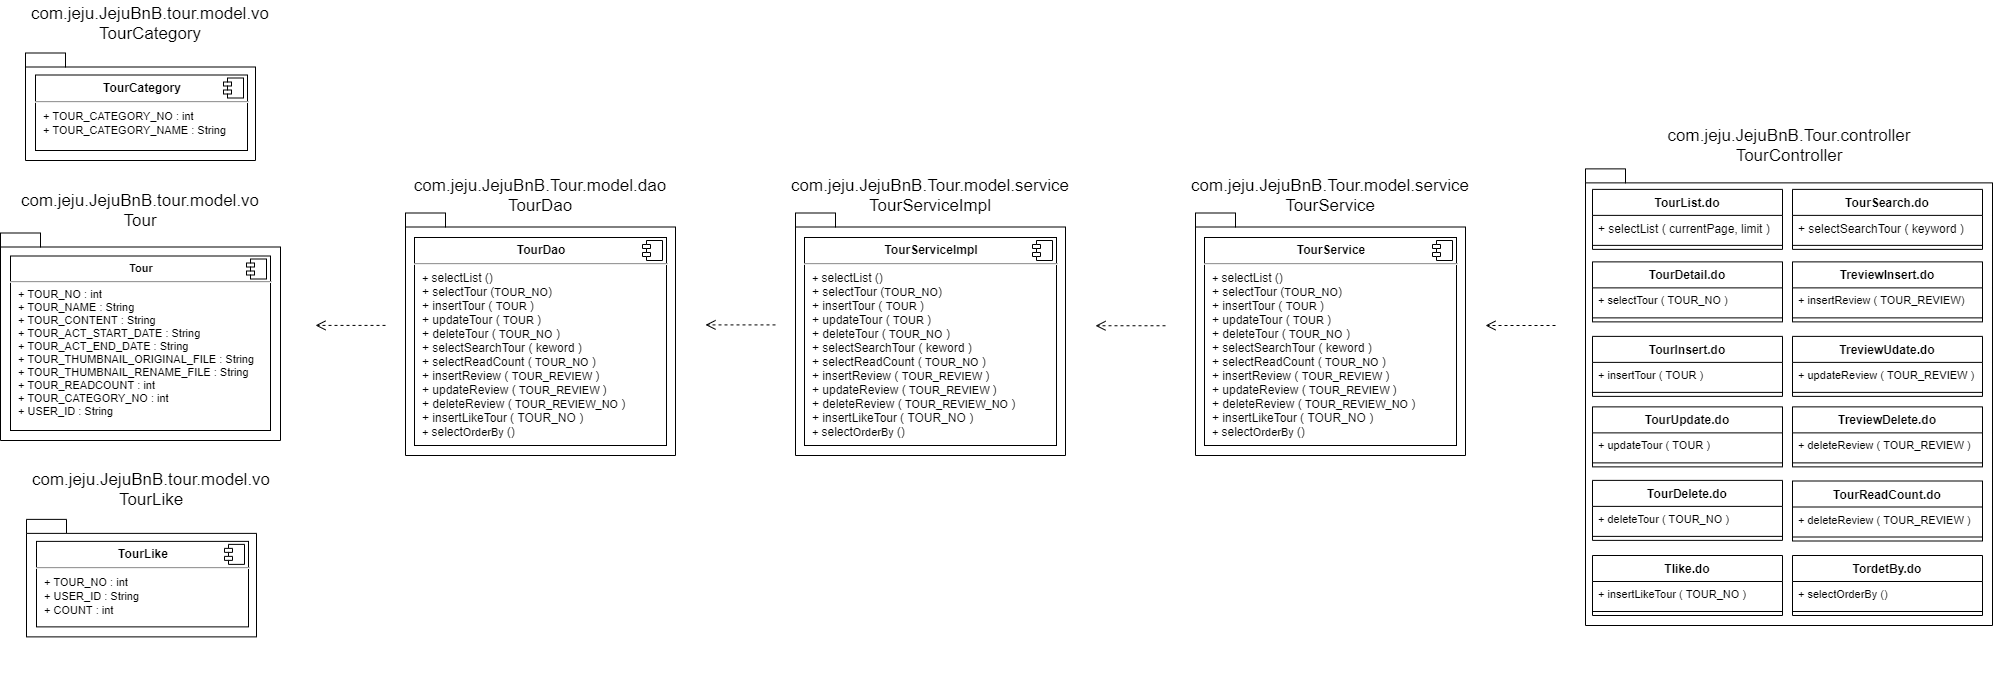 com.jeju.JejuBnB.tour.model.vo
TourCategory
TourCategory
+ TOUR_CATEGORY_NO : int
+ TOUR_CATEGORY_NAME : String
com.jeju.JejuBnB.tour.model.vo
Tour
Tour
+ TOUR_NO : int
+ TOUR_NAME : String
+ TOUR_CONTENT : String
+ TOUR_ACT_START_DATE : String
+ TOUR_ACT_END_DATE : String
+ TOUR_THUMBNAIL_ORIGINAL_FILE : String
+ TOUR_THUMBNAIL_RENAME_FILE : String
+ TOUR_READCOUNT : int
+ TOUR_CATEGORY_NO : int
+ USER_ID : String
com.jeju.JejuBnB.tour.model.vo
TourLike
TourLike
+ TOUR_NO : int
+ USER_ID : String
+ COUNT : int
com.jeju.JejuBnB.Tour.model.dao
TourDao
TourDao
+ selectList ()
+ selectTour (TOUR_NO)
+ insertTour ( TOUR )
+ updateTour ( TOUR )
+ deleteTour ( TOUR_NO )
+ selectSearchTour ( keword )
+ selectReadCount ( TOUR_NO )
+ insertReview ( TOUR_REVIEW )
+ updateReview ( TOUR_REVIEW )
+ deleteReview ( TOUR_REVIEW_NO )
+ insertLikeTour ( TOUR_NO )
+ selectOrderBy ()
com.jeju.JejuBnB.Tour.model.service
TourServiceImpl
TourServiceImpl
+ selectList ()
+ selectTour (TOUR_NO)
+ insertTour ( TOUR )
+ updateTour ( TOUR )
+ deleteTour ( TOUR_NO )
+ selectSearchTour ( keword )
+ selectReadCount ( TOUR_NO )
+ insertReview ( TOUR_REVIEW )
+ updateReview ( TOUR_REVIEW )
+ deleteReview ( TOUR_REVIEW_NO )
+ insertLikeTour ( TOUR_NO )
+ selectOrderBy ()
com.jeju.JejuBnB.Tour.model.service
TourService
TourService
+ selectList ()
+ selectTour (TOUR_NO)
+ insertTour ( TOUR )
+ updateTour ( TOUR )
+ deleteTour ( TOUR_NO )
+ selectSearchTour ( keword )
+ selectReadCount ( TOUR_NO )
+ insertReview ( TOUR_REVIEW )
+ updateReview ( TOUR_REVIEW )
+ deleteReview ( TOUR_REVIEW_NO )
+ insertLikeTour ( TOUR_NO )
+ selectOrderBy ()
com.jeju.JejuBnB.Tour.controller
TourController
TourList.do
+ selectList ( currentPage, limit )
TourSearch.do
+ selectSearchTour ( keyword )
TourDetail.do
+ selectTour ( TOUR_NO )
TreviewInsert.do
+ insertReview ( TOUR_REVIEW)
TourInsert.do
+ insertTour ( TOUR )
TreviewUdate.do
+ updateReview ( TOUR_REVIEW )
TourUpdate.do
+ updateTour ( TOUR )
TreviewDelete.do
+ deleteReview ( TOUR_REVIEW )
TourDelete.do
+ deleteTour ( TOUR_NO )
TourReadCount.do
+ deleteReview ( TOUR_REVIEW )
Tlike.do
+ insertLikeTour ( TOUR_NO )
TordetBy.do
+ selectOrderBy ()